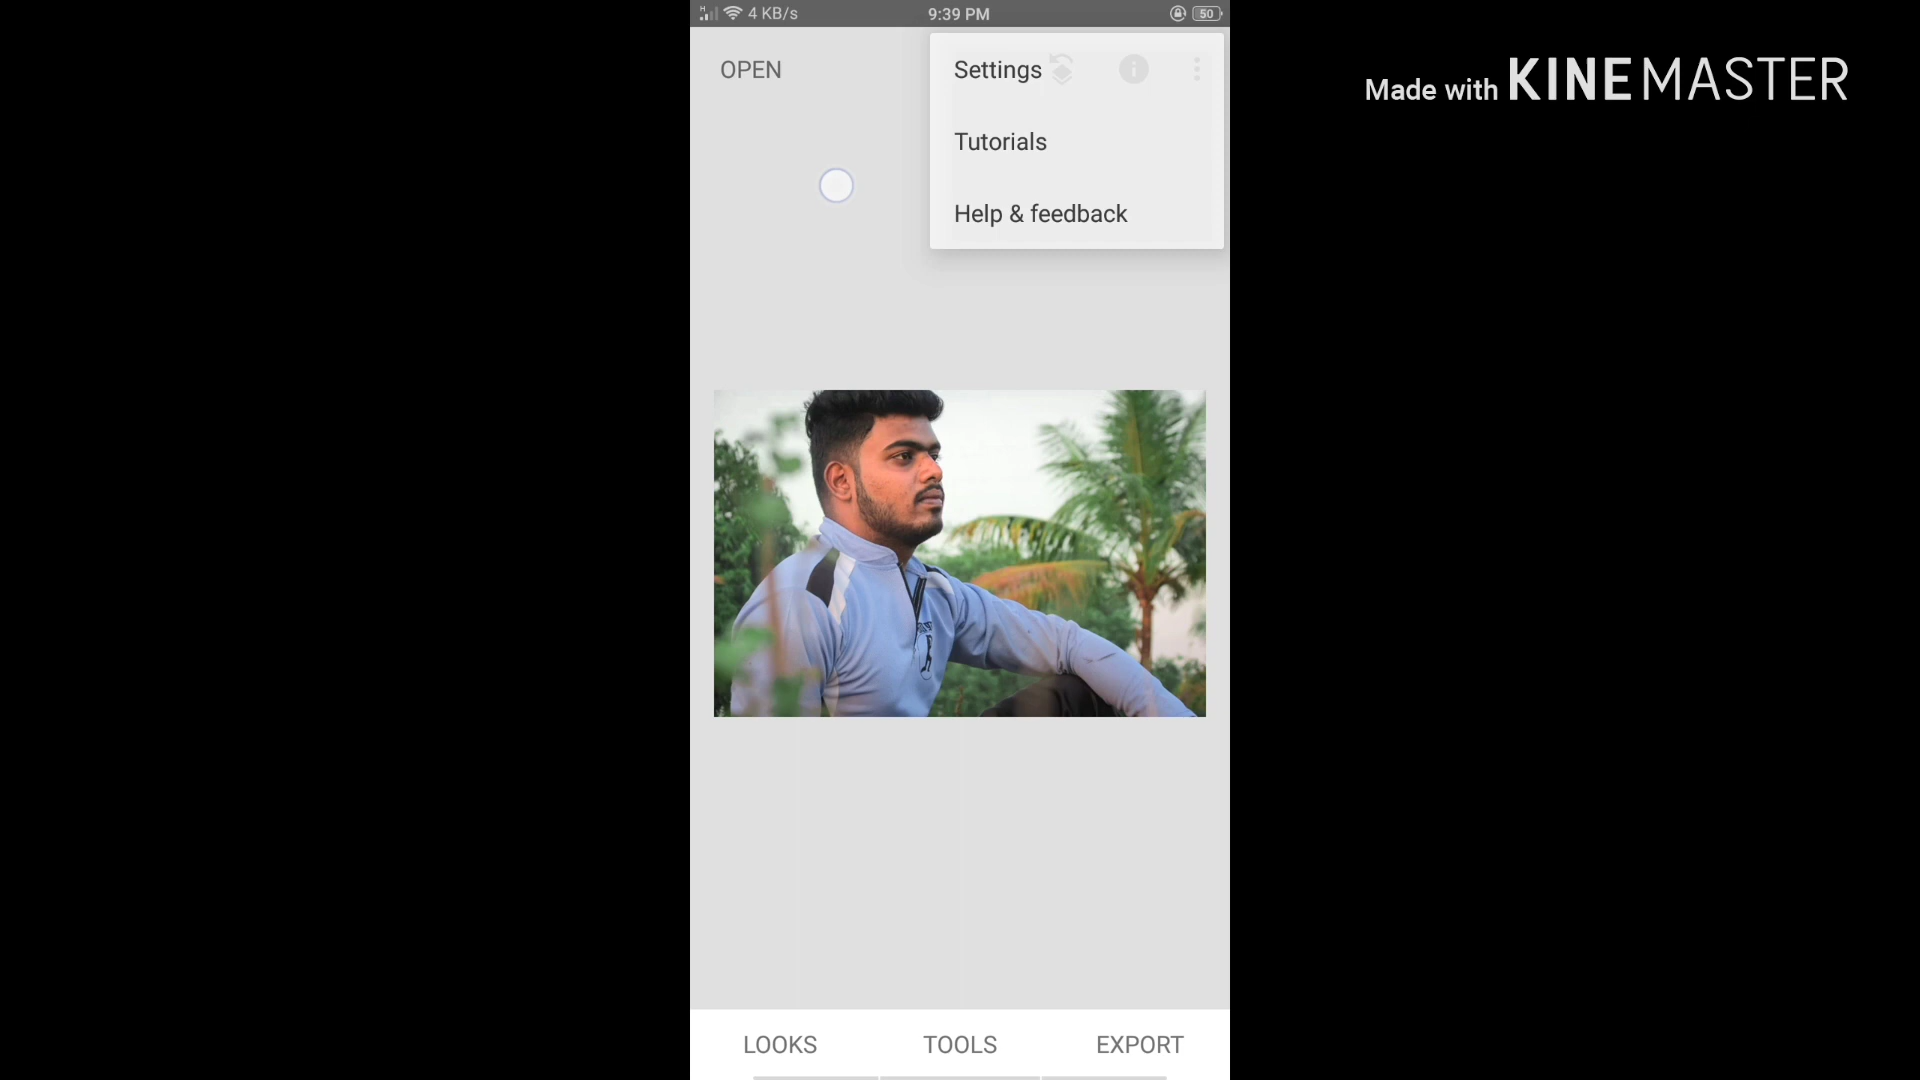 4 KB/s 9:39 PM 50
Made with KINEMASTER
OPEN
Settings
Tutorials
Help & feedback
LOOKS TOOLS EXPORT